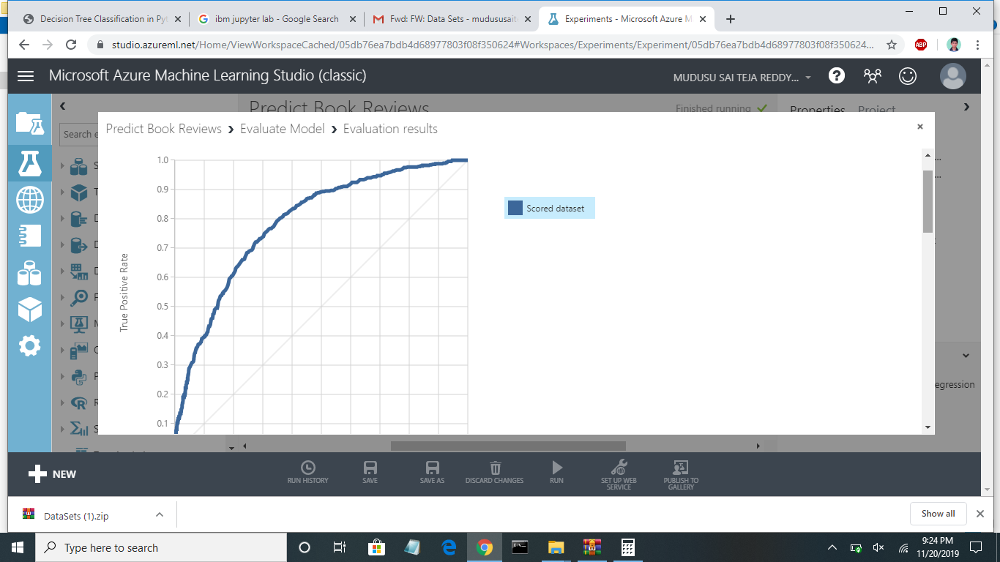 Decision Tree Classification in Pyt
ibm jupyter lab - Google Search
Fwd: FW: Data Sets - mudususait
Experiments - Microsoft Azure M
studio.azureml.net/Home/ViewWorkspaceCached/05db76ea7bdb4d68977803f08f350624#Workspaces/Experiments/Experiment/05db76ea7bdb4d68977803f08f350624...
ABP
Microsoft Azure Machine Learning Studio (classic)
MUDUSU SAI TEJA REDDY...
Predict Book Reviews
Finished running
Properties Project
Search e
Predict Book Reviews › Evaluate Model › Evaluation results
S
T
D
D
D
F
M
O
P
R
S
True Positive Rate
1.0
0.9
0.8
0.7
0.6
0.5
0.4
0.3
0.2
0.1
Scored dataset
...
...
egression
NEW
RUN HISTORY
SAVE
SAVE AS
DISCARD CHANGES
RUN
SET UP WEB
SERVICE
PUBLISH TO
GALLERY
DataSets (1).zip
Show all
Type here to search
9:24 PM
11/20/2019